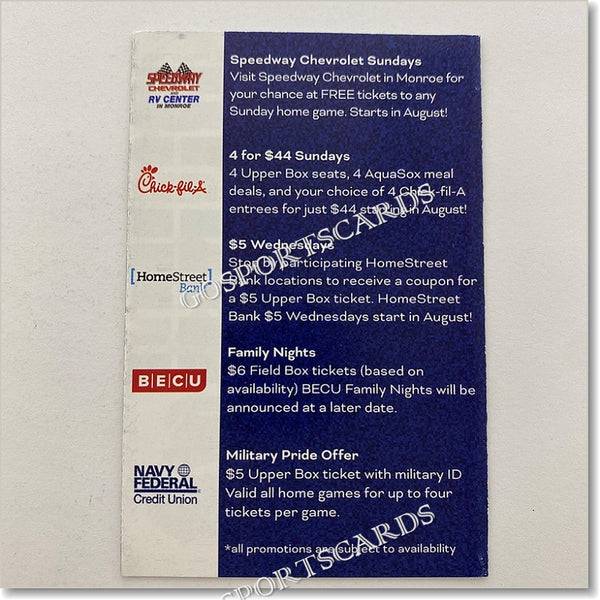 SPEEDWAY
CHEVROLET
AND
RV CENTER
IN MONROE
Speedway Chevrolet Sundays
Visit Speedway Chevrolet in Monroe for
your chance at FREE tickets to any
Sunday home game. Starts in August!
Chick-fil-A
4 for $44 Sundays
4 Upper Box seats, 4 AquaSox meal
deals, and your choice of 4 Chick-fil-A
entrees for just $44 starting in August!
HomeStreet
Bank
$5 Wednesdays
Stop by participating HomeStreet
Bank locations to receive a coupon for
a $5 Upper Box ticket. HomeStreet
Bank $5 Wednesdays start in August!
BECU
Family Nights
$6 Field Box tickets (based on
availability) BECU Family Nights will be
announced at a later date.
NAVY
FEDERAL
Credit Union
Military Pride Offer
$5 Upper Box ticket with military ID
Valid all home games for up to four
tickets per game.
*all promotions are subject to availability
GOSPORTSCARDS
GOSPORTSCARDS